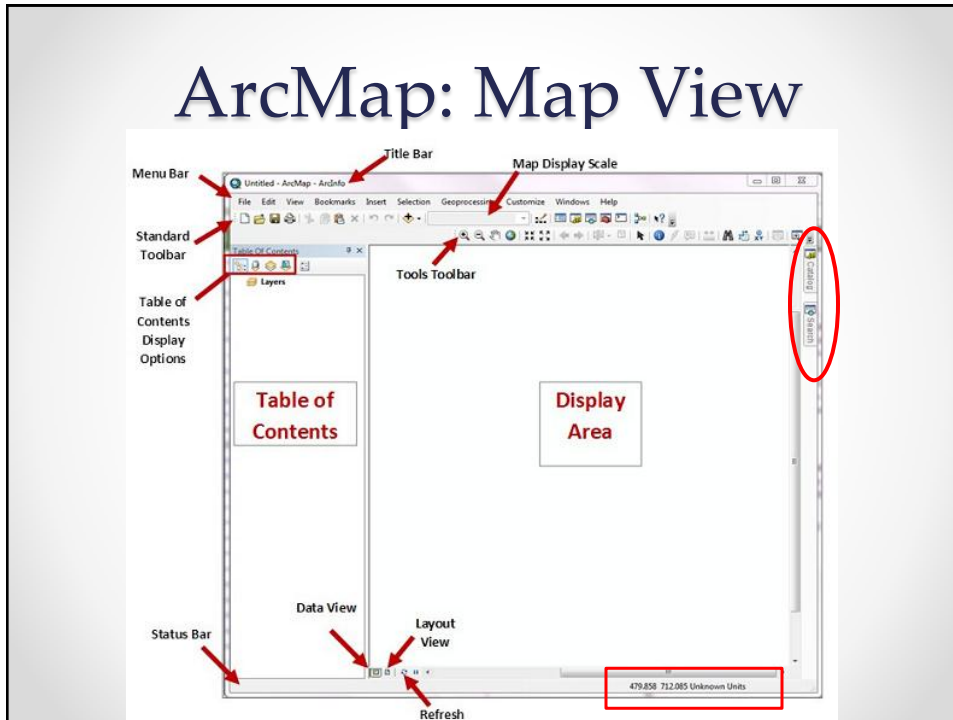 ArcMap: Map View
Title Bar
Map Display Scale
Menu Bar
Untitled - ArcMap - ArcInfo
File Edit View Bookmarks Insert Selection Geoprocessing Customize Windows Help
Standard
Toolbar
Table Of Contents
Tools Toolbar
Catalog
Layers
Search
Table of
Contents
Display
Options
Table of
Contents
Display
Area
Data View
Layout
View
Status Bar
479.858 712.085 Unknown Units
Refresh